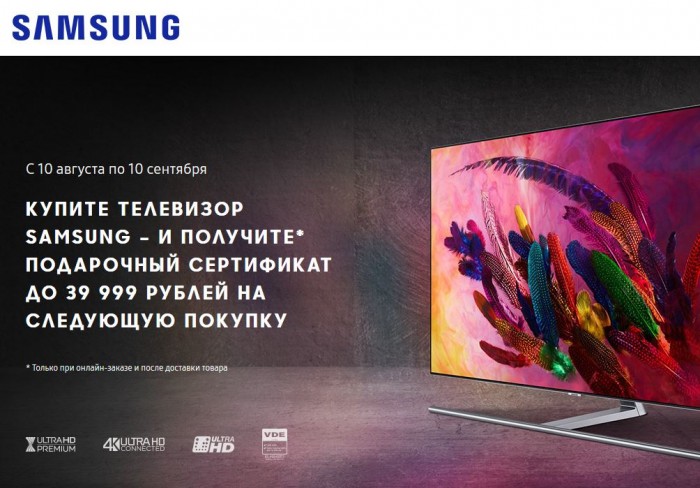 SAMSUNG
С 10 августа по 10 сентября
КУПИТЕ ТЕЛЕВИЗОР
SAMSUNG – И ПОЛУЧИТЕ*
ПОДАРОЧНЫЙ СЕРТИФИКАТ
ДО 39 999 РУБЛЕЙ НА
СЛЕДУЮЩУЮ ПОКУПКУ
* Только при онлайн-заказе и после доставки товара
ULTRA HD
PREMIUM
4K ULTRA HD
CONNECTED
ULTRA
HD
VDE